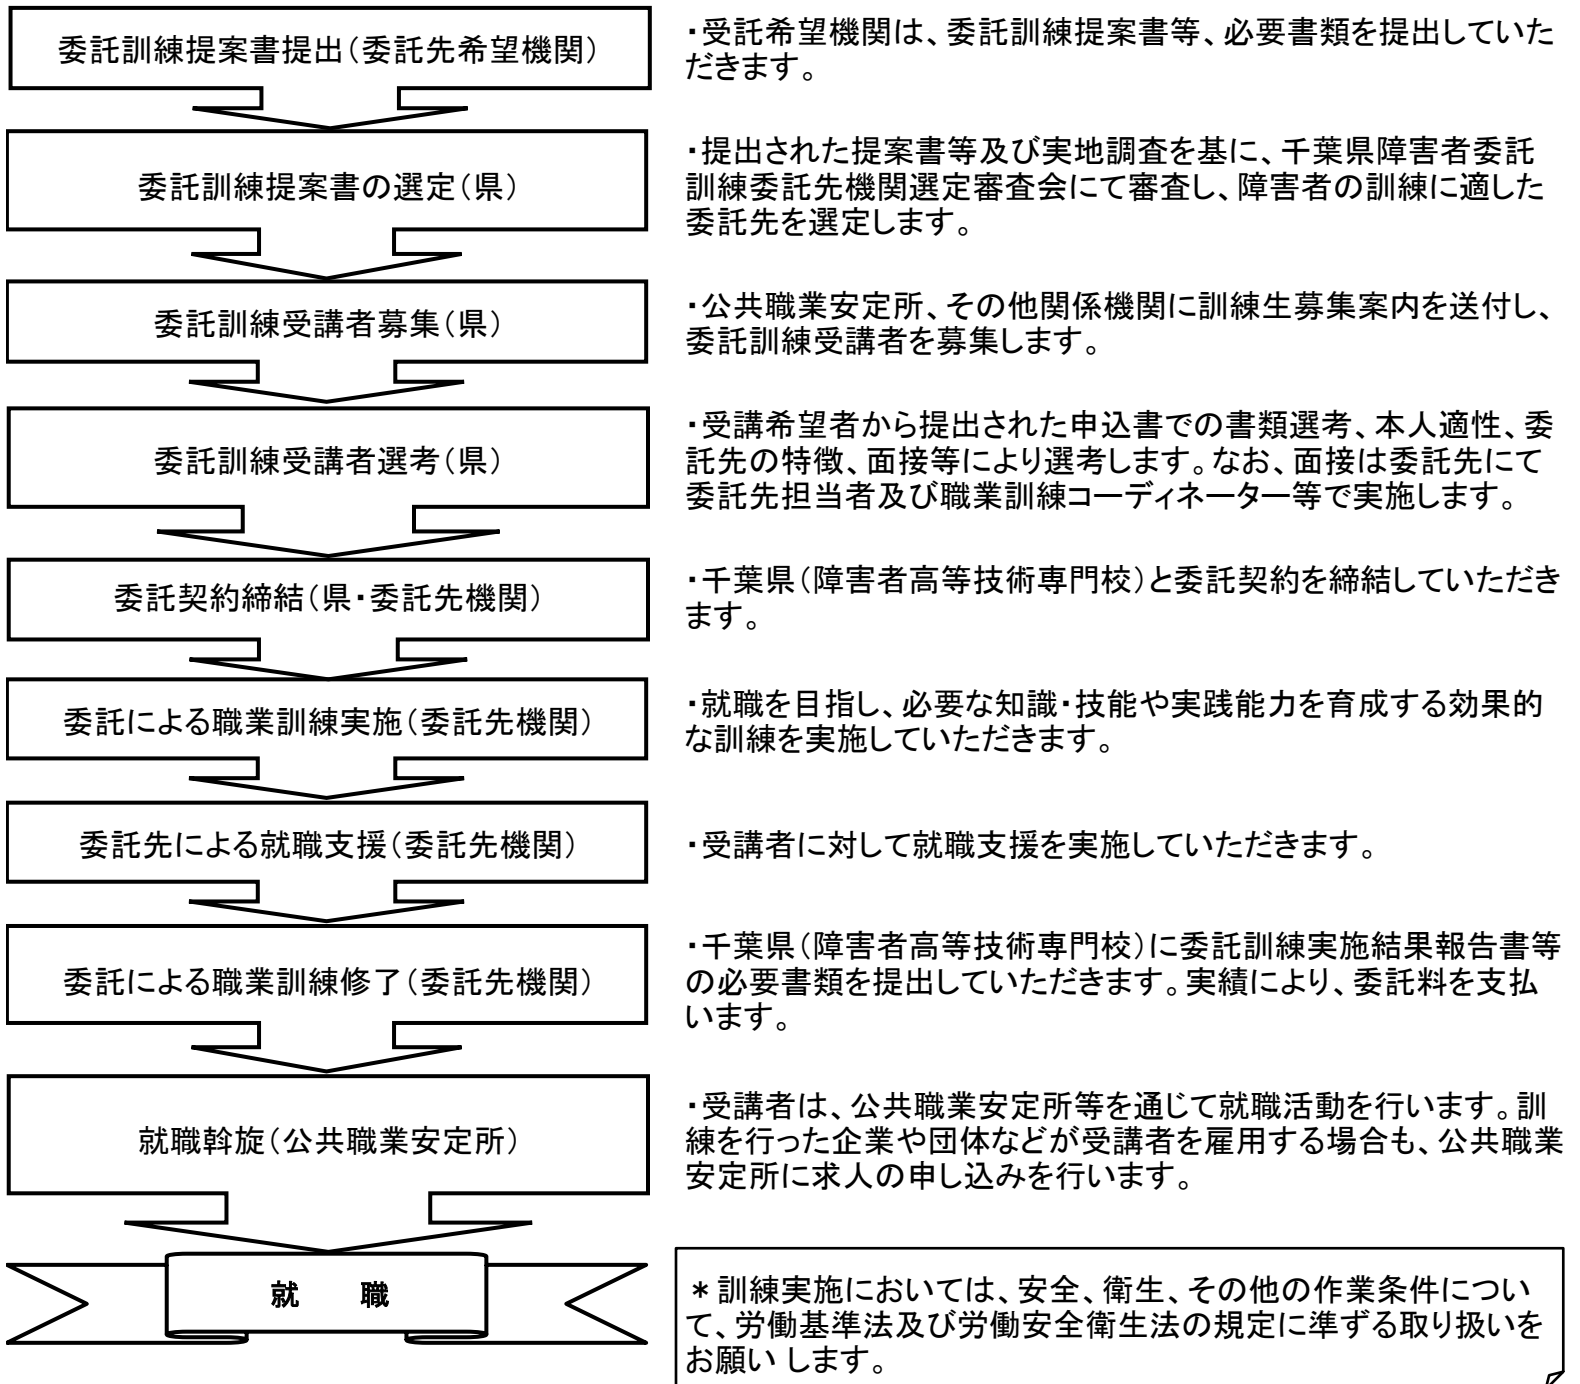 委託訓練提案書提出（委託先希望機関）
・受託希望機関は、委託訓練提案書等、必要書類を提出していた
だきます。
委託訓練提案書の選定（県）
・提出された提案書等及び実地調査を基に、千葉県障害者委託
訓練委託先機関選定審査会にて審査し、障害者の訓練に適した
委託先を選定します。
委託訓練受講者募集（県）
・公共職業安定所、その他関係機関に訓練生募集案内を送付し、
委託訓練受講者を募集します。
委託訓練受講者選考（県）
・受講希望者から提出された申込書での書類選考、本人適性、委
託先の特徴、面接等により選考します。なお、面接は委託先にて
委託先担当者及び職業訓練コーディネーター等で実施します。
委託契約締結（県・委託先機関）
・千葉県（障害者高等技術専門校）と委託契約を締結していただき
ます。
委託による職業訓練実施（委託先機関）
・就職を目指し、必要な知識・技能や実践能力を育成する効果的
な訓練を実施していただきます。
委託先による就職支援（委託先機関）
・受講者に対して就職支援を実施していただきます。
委託による職業訓練修了（委託先機関）
・千葉県（障害者高等技術専門校）に委託訓練実施結果報告書等
の必要書類を提出していただきます。実績により、委託料を支払
います。
就職斡旋（公共職業安定所）
・受講者は、公共職業安定所等を通じて就職活動を行います。訓
練を行った企業や団体などが受講者を雇用する場合も、公共職業
安定所に求人の申し込みを行います。
就　職
＊訓練実施においては、安全、衛生、その他の作業条件につい
て、労働基準法及び労働安全衛生法の規定に準ずる取り扱いを
お願い します。